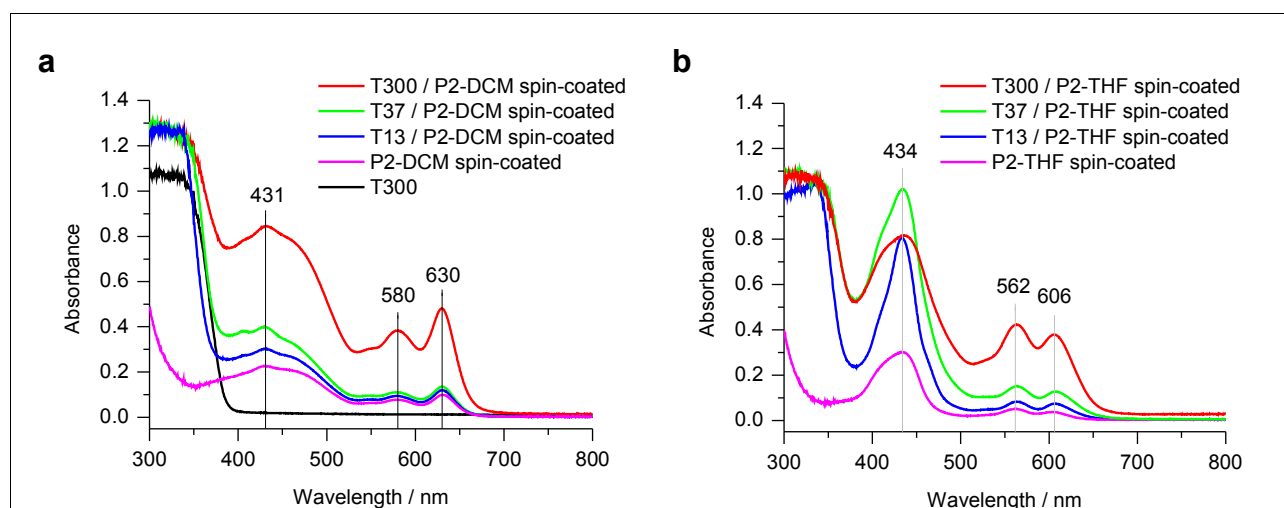 a
T300 / P2-DCM spin-coated
T37 / P2-DCM spin-coated
T13 / P2-DCM spin-coated
P2-DCM spin-coated
T300
1.4
1.2
1.0
0.8
0.6
0.4
0.2
0.0
431
580
630
Absorbance
300 400 500 600 700 800
Wavelength / nm
b
T300 / P2-THF spin-coated
T37 / P2-THF spin-coated
T13 / P2-THF spin-coated
P2-THF spin-coated
1.4
1.2
1.0
0.8
0.6
0.4
0.2
0.0
434
562
606
Absorbance
300 400 500 600 700 800
Wavelength / nm